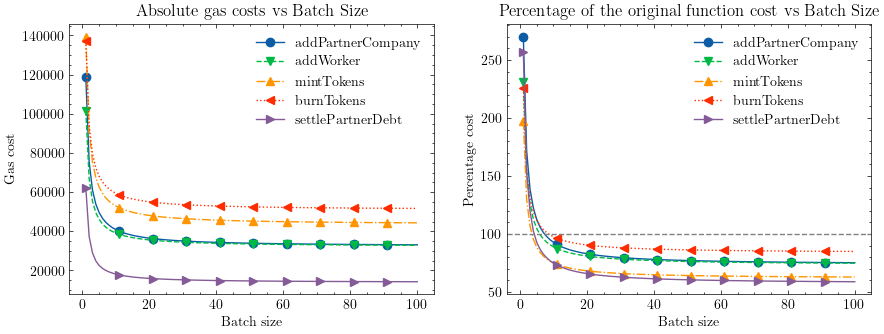 Absolute gas costs vs Batch Size
Gas cost
140000
120000
100000
80000
60000
40000
20000
addPartnerCompany
addWorker
mintTokens
burnTokens
settlePartnerDebt
0 20 40 60 80 100
Batch size
Percentage of the original function cost vs Batch Size
Percentage cost
250
200
150
100
50
addPartnerCompany
addWorker
mintTokens
burnTokens
settlePartnerDebt
0 20 40 60 80 100
Batch size